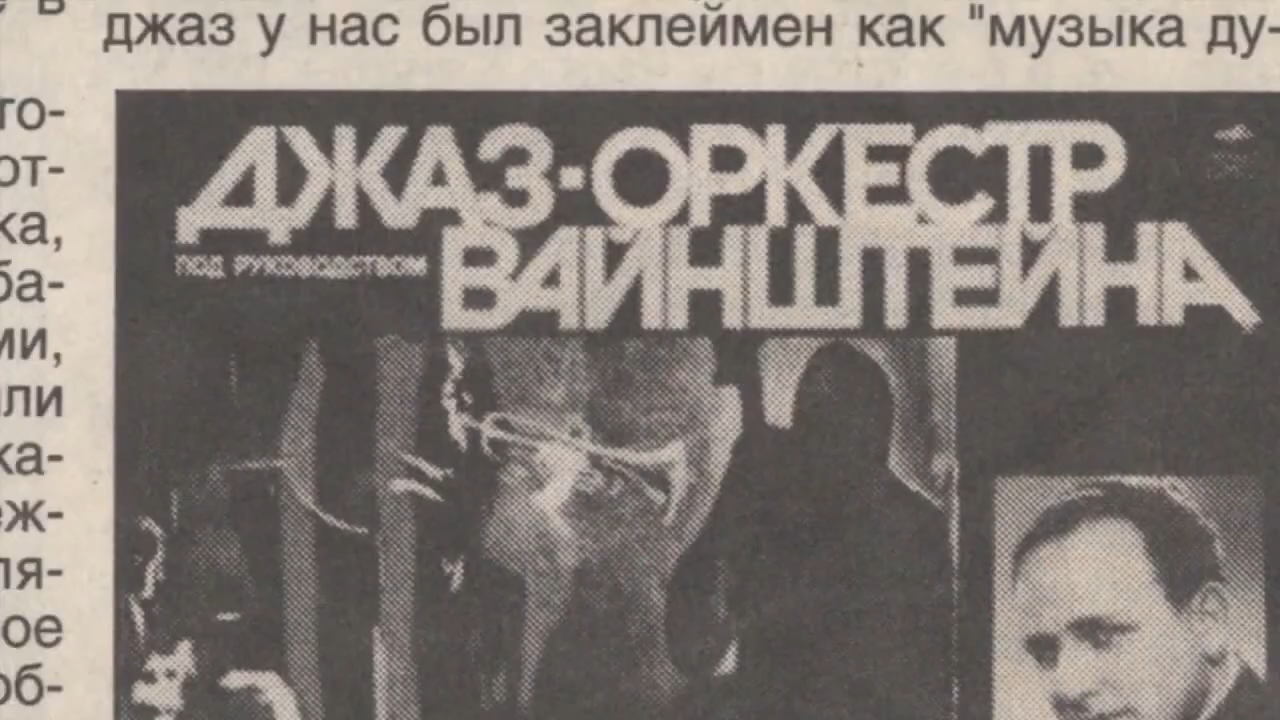 джаз у нас был заклеймен как "музыка ду-
то-
от-
ка,
ба-
ми,
ли
ка-
еж-
ля-
ое
об-
ДЖАЗ-ОРКЕСТР
ПОД РУКОВОДСТВОМ ВАЙНШТЕЙНА